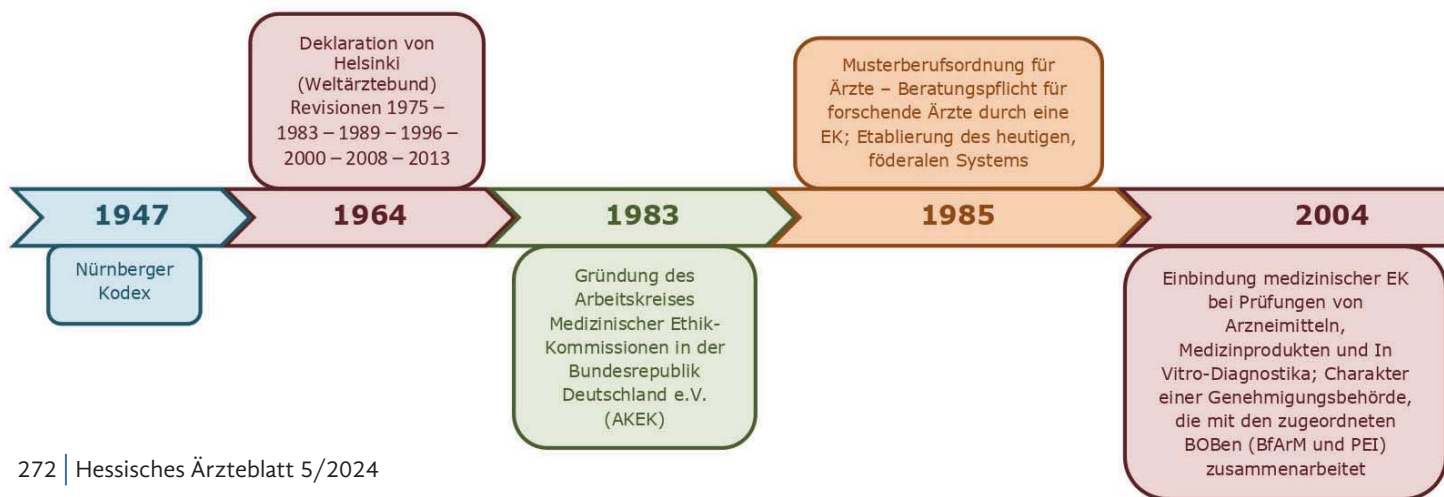 Deklaration von
Helsinki
(Weltärztebund)
Revisionen 1975 –
1983 – 1989 – 1996 –
2000 – 2008 – 2013
Musterberufsordnung für
Ärzte – Beratungspflicht für
forschende Ärzte durch eine
EK; Etablierung des heutigen,
föderalen Systems
1947
1964
1983
1985
2004
Nürnberger
Kodex
Gründung des
Arbeitskreises
Medizinischer Ethik-
Kommissionen in der
Bundesrepublik
Deutschland e.V.
(AKEK)
Einbindung medizinischer EK
bei Prüfungen von
Arzneimitteln,
Medizinprodukten und In
Vitro-Diagnostika; Charakter
einer Genehmigungsbehörde,
die mit den zugeordneten
BOBen (BfArM und PEI)
zusammenarbeitet
272 | Hessisches Ärzteblatt 5/2024